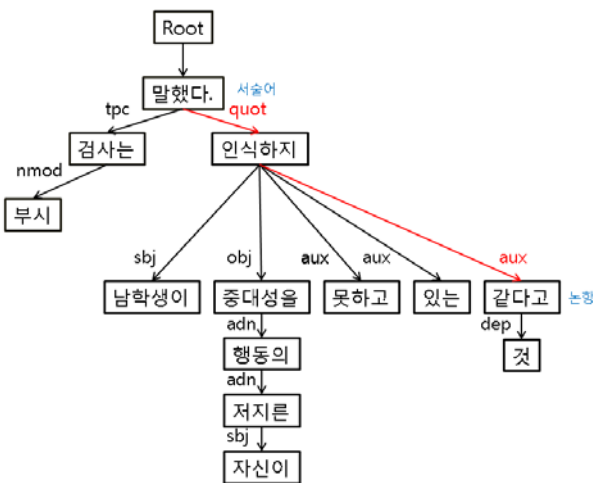 Root
말했다. 서술어
tpc quot
검사는 인식하지
nmod
부시
sbj obj aux aux aux
남학생이 중대성을 못하고 있는 같다고 논항
adn dep
행동의 것
adn
저지른
sbj
자신이